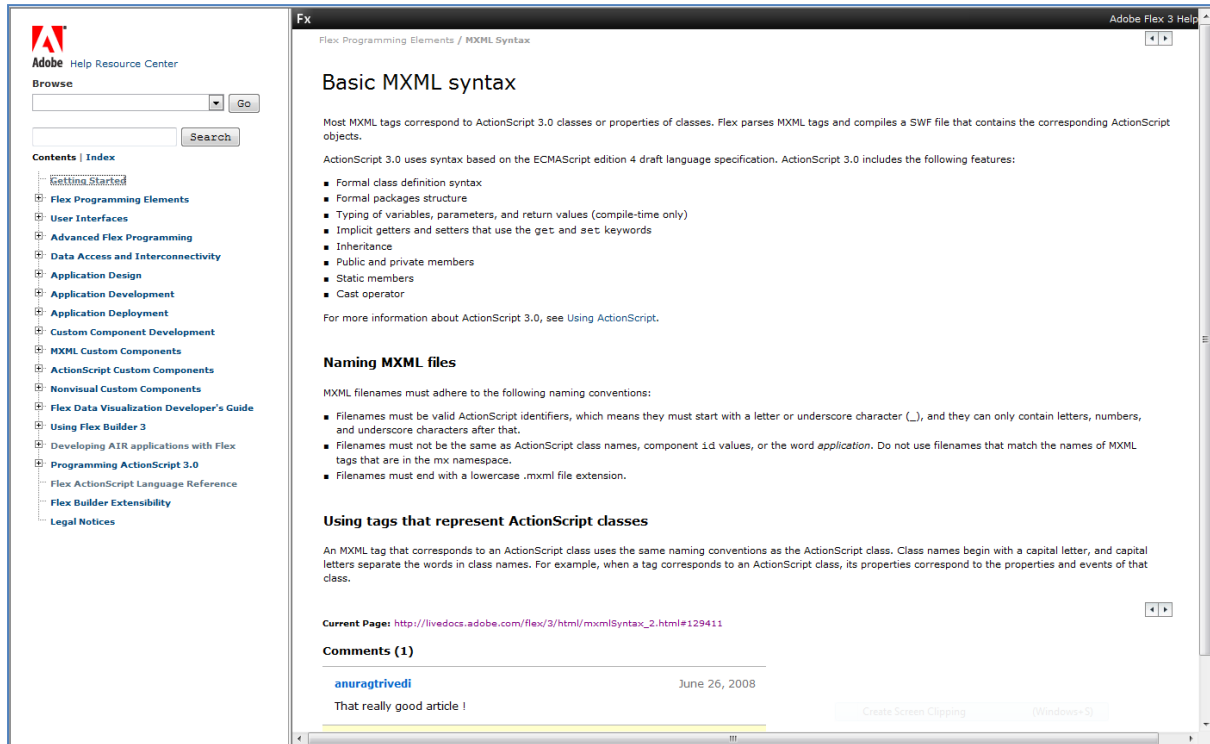 Adobe Help Resource Center
Browse
Go
Search
Contents | Index
Getting Started
Flex Programming Elements
User Interfaces
Advanced Flex Programming
Data Access and Interconnectivity
Application Design
Application Development
Application Deployment
Custom Component Development
MXML Custom Components
ActionScript Custom Components
Nonvisual Custom Components
Flex Data Visualization Developer's Guide
Using Flex Builder 3
Developing AIR applications with Flex
Programming ActionScript 3.0
Flex ActionScript Language Reference
Flex Builder Extensibility
Legal Notices
Fx
Adobe Flex 3 Help
Flex Programming Elements / MXML Syntax
Basic MXML syntax
Most MXML tags correspond to ActionScript 3.0 classes or properties of classes. Flex parses MXML tags and compiles a SWF file that contains the corresponding ActionScript
objects.
ActionScript 3.0 uses syntax based on the ECMAScript edition 4 draft language specification. ActionScript 3.0 includes the following features:
■ Formal class definition syntax
■ Formal packages structure
■ Typing of variables, parameters, and return values (compile-time only)
■ Implicit getters and setters that use the get and set keywords
■ Inheritance
■ Public and private members
■ Static members
■ Cast operator
For more information about ActionScript 3.0, see Using ActionScript.
Naming MXML files
MXML filenames must adhere to the following naming conventions:
■ Filenames must be valid ActionScript identifiers, which means they must start with a letter or underscore character (_), and they can only contain letters, numbers,
and underscore characters after that.
■ Filenames must not be the same as ActionScript class names, component id values, or the word application. Do not use filenames that match the names of MXML
tags that are in the mx namespace.
■ Filenames must end with a lowercase .mxml file extension.
Using tags that represent ActionScript classes
An MXML tag that corresponds to an ActionScript class uses the same naming conventions as the ActionScript class. Class names begin with a capital letter, and capital
letters separate the words in class names. For example, when a tag corresponds to an ActionScript class, its properties correspond to the properties and events of that
class.
Current Page: http://livedocs.adobe.com/flex/3/html/mxmlSyntax_2.html#129411
Comments (1)
anuragtrivedi June 26, 2008
That really good article !
Create Screen Clipping (Windows+S)